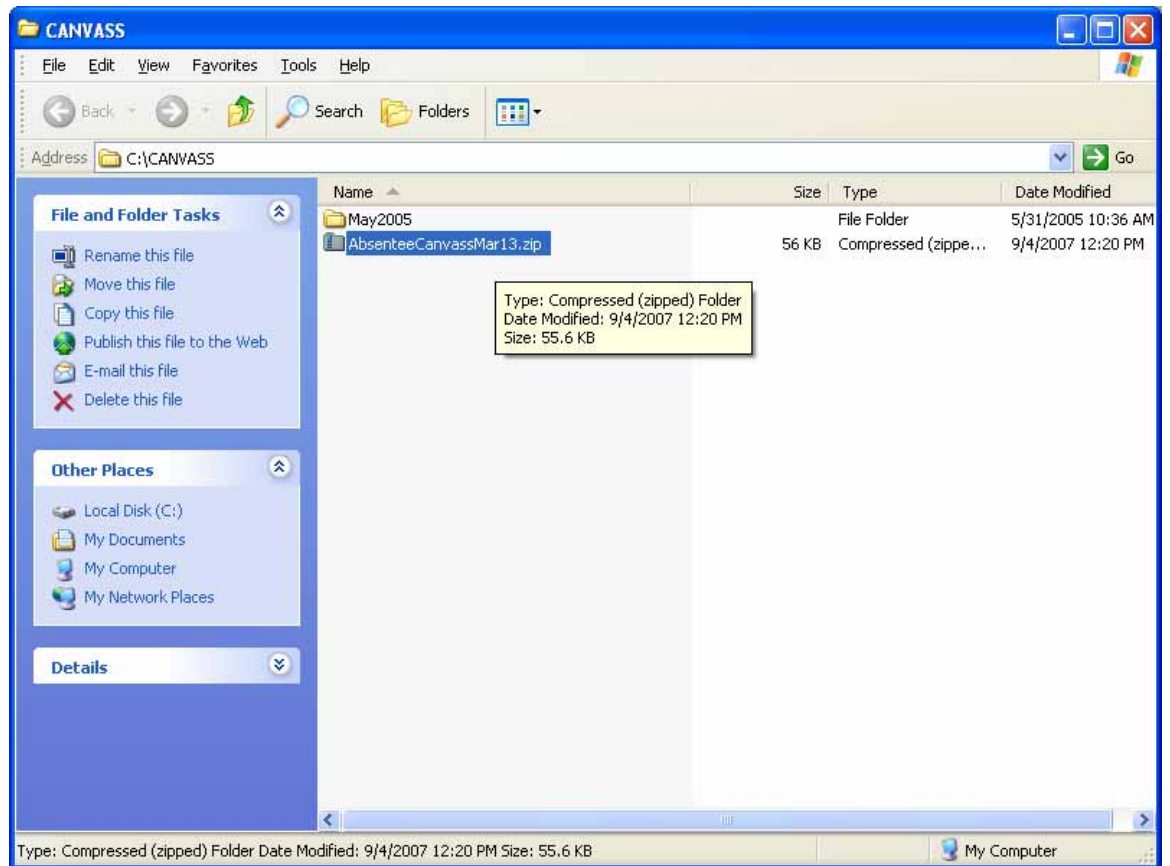 CANVASS
File Edit View Favorites Tools Help
Back Search Folders
Address C:\CANVASS Go
Name Size Type Date Modified
May2005 File Folder 5/31/2005 10:36 AM
AbsenteeCanvassMar13.zip 56 KB Compressed (zippe... 9/4/2007 12:20 PM
Type: Compressed (zipped) Folder
Date Modified: 9/4/2007 12:20 PM
Size: 55.6 KB
File and Folder Tasks
Rename this file
Move this file
Copy this file
Publish this file to the Web
E-mail this file
Delete this file
Other Places
Local Disk (C:)
My Documents
My Computer
My Network Places
Details
Type: Compressed (zipped) Folder Date Modified: 9/4/2007 12:20 PM Size: 55.6 KB My Computer